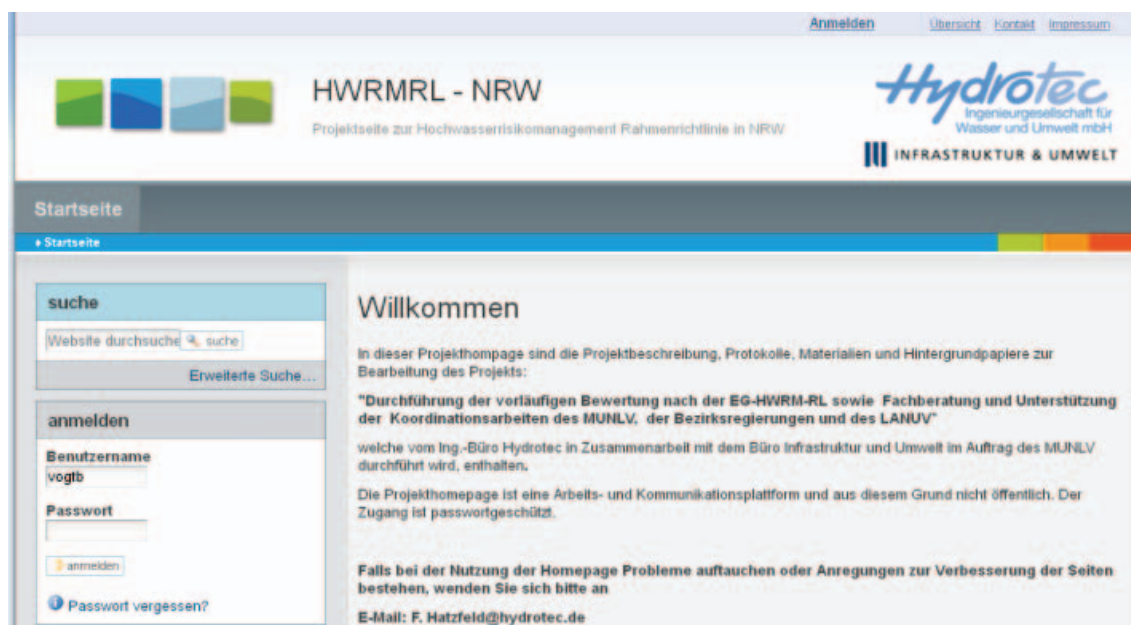 Anmelden Übersicht Kontakt Impressum
HWRMRL - NRW
Projektseite zur Hochwasserrisikomanagement Rahmenrichtlinie in NRW
Hydrotec
Ingenieurgesellschaft für
Wasser und Umwelt mbH
INFRASTRUKTUR & UMWELT
Startseite
Startseite
suche
Website durchsuche suche
Erweiterte Suche...
anmelden
Benutzername
vogtb
Passwort
anmelden
Passwort vergessen?
Willkommen
In dieser Projekthompage sind die Projektbeschreibung, Protokolle, Materialien und Hintergrundpapiere zur
Bearbeitung des Projekts:
"Durchführung der vorläufigen Bewertung nach der EG-HWRM-RL sowie Fachberatung und Unterstützung
der Koordinationsarbeiten des MUNLV, der Bezirksregierungen und des LANUV"
welche vom Ing.-Büro Hydrotec in Zusammenarbeit mit dem Büro Infrastruktur und Umwelt im Auftrag des MUNLV
durchführt wird, enthalten.
Die Projekthomepage ist eine Arbeits- und Kommunikationsplattform und aus diesem Grund nicht öffentlich. Der
Zugang ist passwortgeschützt.
Falls bei der Nutzung der Homepage Probleme auftauchen oder Anregungen zur Verbesserung der Seiten
bestehen, wenden Sie sich bitte an
E-Mail: F. Hatzfeld@hydrotec.de